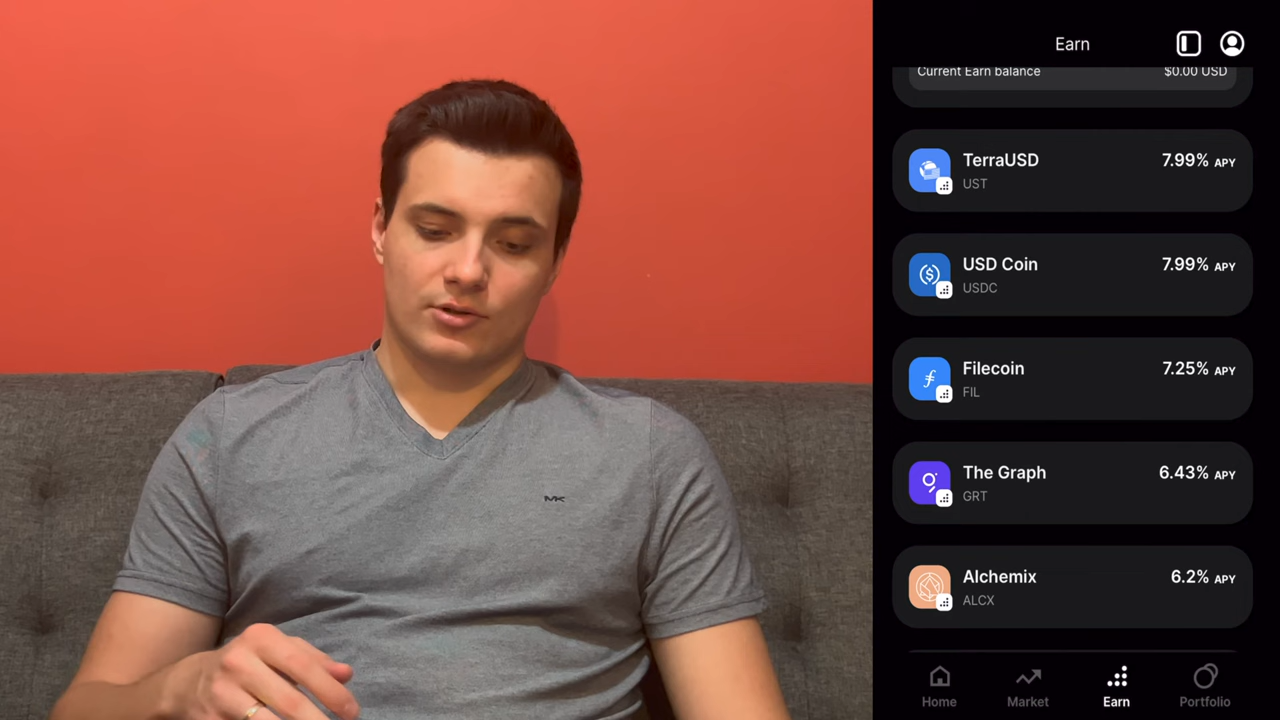 Earn
Current Earn balance $0.00 USD
TerraUSD 7.99% APY
UST
USD Coin 7.99% APY
USDC
Filecoin 7.25% APY
FIL
The Graph 6.43% APY
GRT
Alchemix 6.2% APY
ALCX
Home Market Earn Portfolio
MK